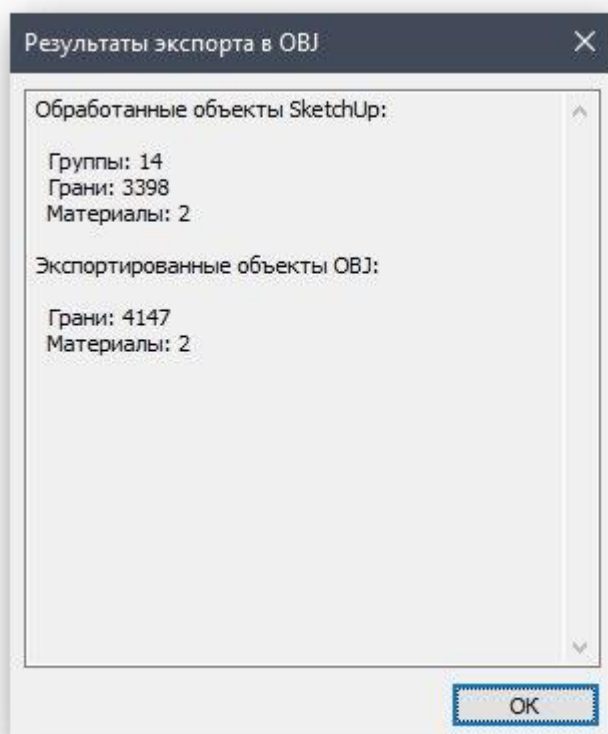 Результаты экспорта в OBJ
Обработанные объекты SketchUp:
Группы: 14
Грани: 3398
Материалы: 2
Экспортированные объекты OBJ:
Грани: 4147
Материалы: 2
OK